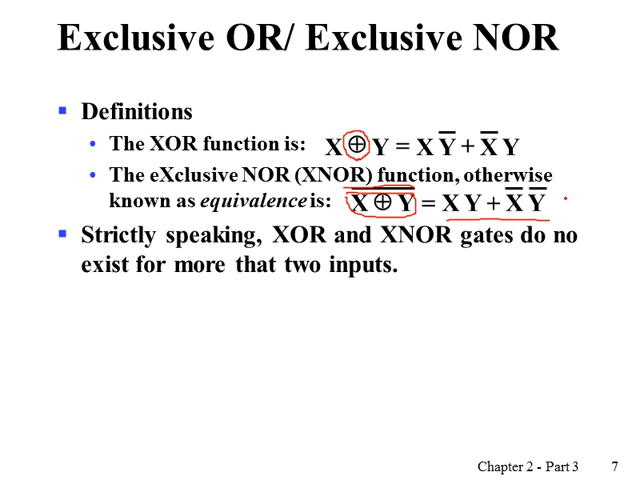 Exclusive OR/ Exclusive NOR
Definitions
• The XOR function is: X ⊕ Y = X Y̅ + X̅ Y
• The eXclusive NOR (XNOR) function, otherwise
known as equivalence is: X̅ ⊕̅ Y̅ = X Y + X̅ Y̅
Strictly speaking, XOR and XNOR gates do no
exist for more that two inputs.
Chapter 2 - Part 3 7